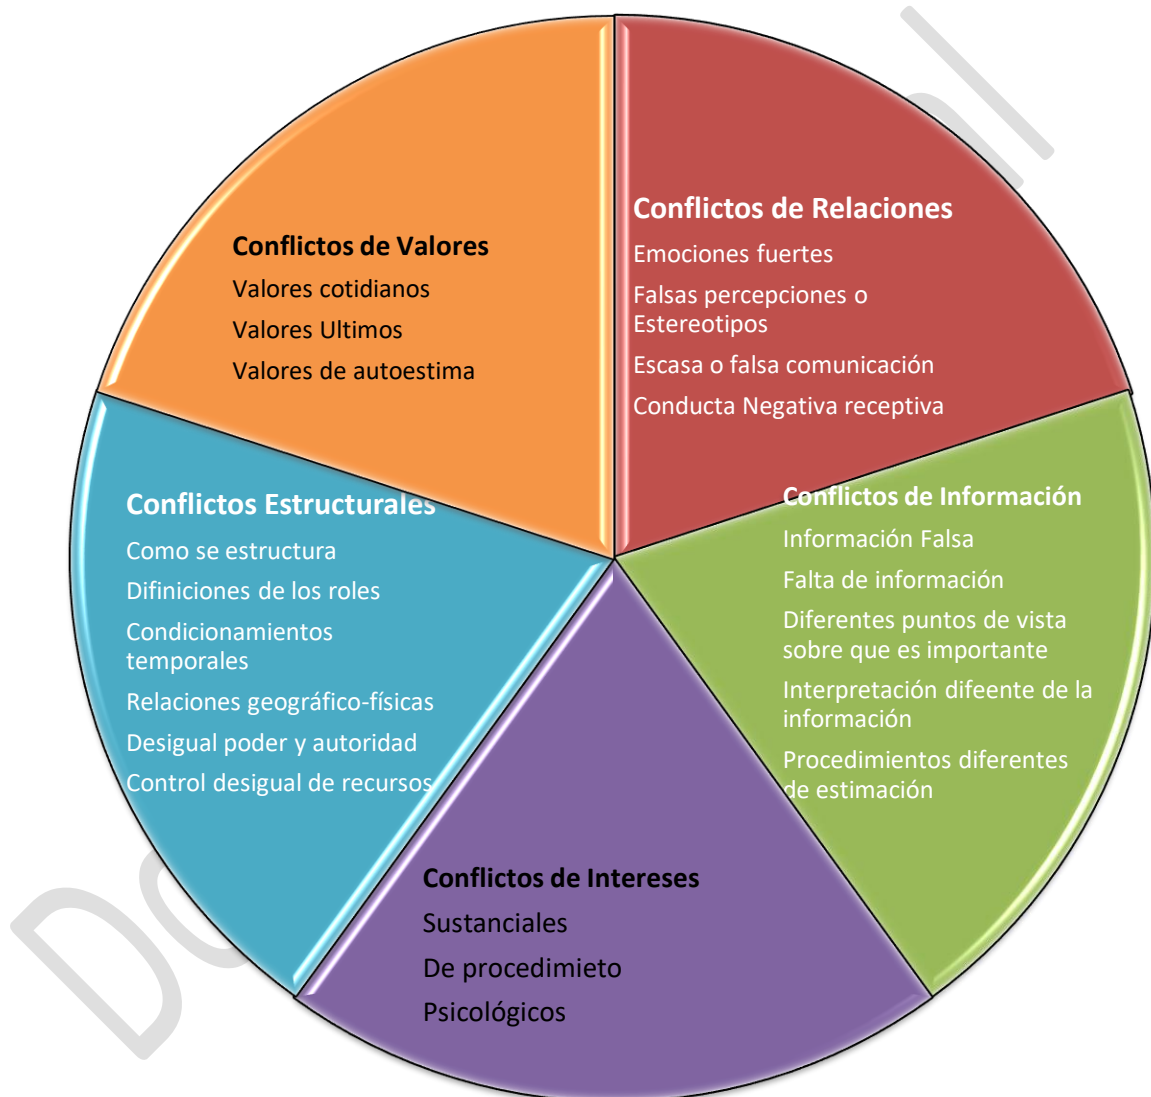 Conflictos de Relaciones
Emociones fuertes
Falsas percepciones o
Estereotipos
Escasa o falsa comunicación
Conducta Negativa receptiva
Conflictos de Información
Información Falsa
Falta de información
Diferentes puntos de vista
sobre que es importante
Interpretación difeente de la
información
Procedimientos diferentes
de estimación
Conflictos de Intereses
Sustanciales
De procedimieto
Psicológicos
Conflictos Estructurales
Como se estructura
Difiniciones de los roles
Condicionamientos
temporales
Relaciones geográfico-físicas
Desigual poder y autoridad
Control desigual de recursos
Conflictos de Valores
Valores cotidianos
Valores Ultimos
Valores de autoestima